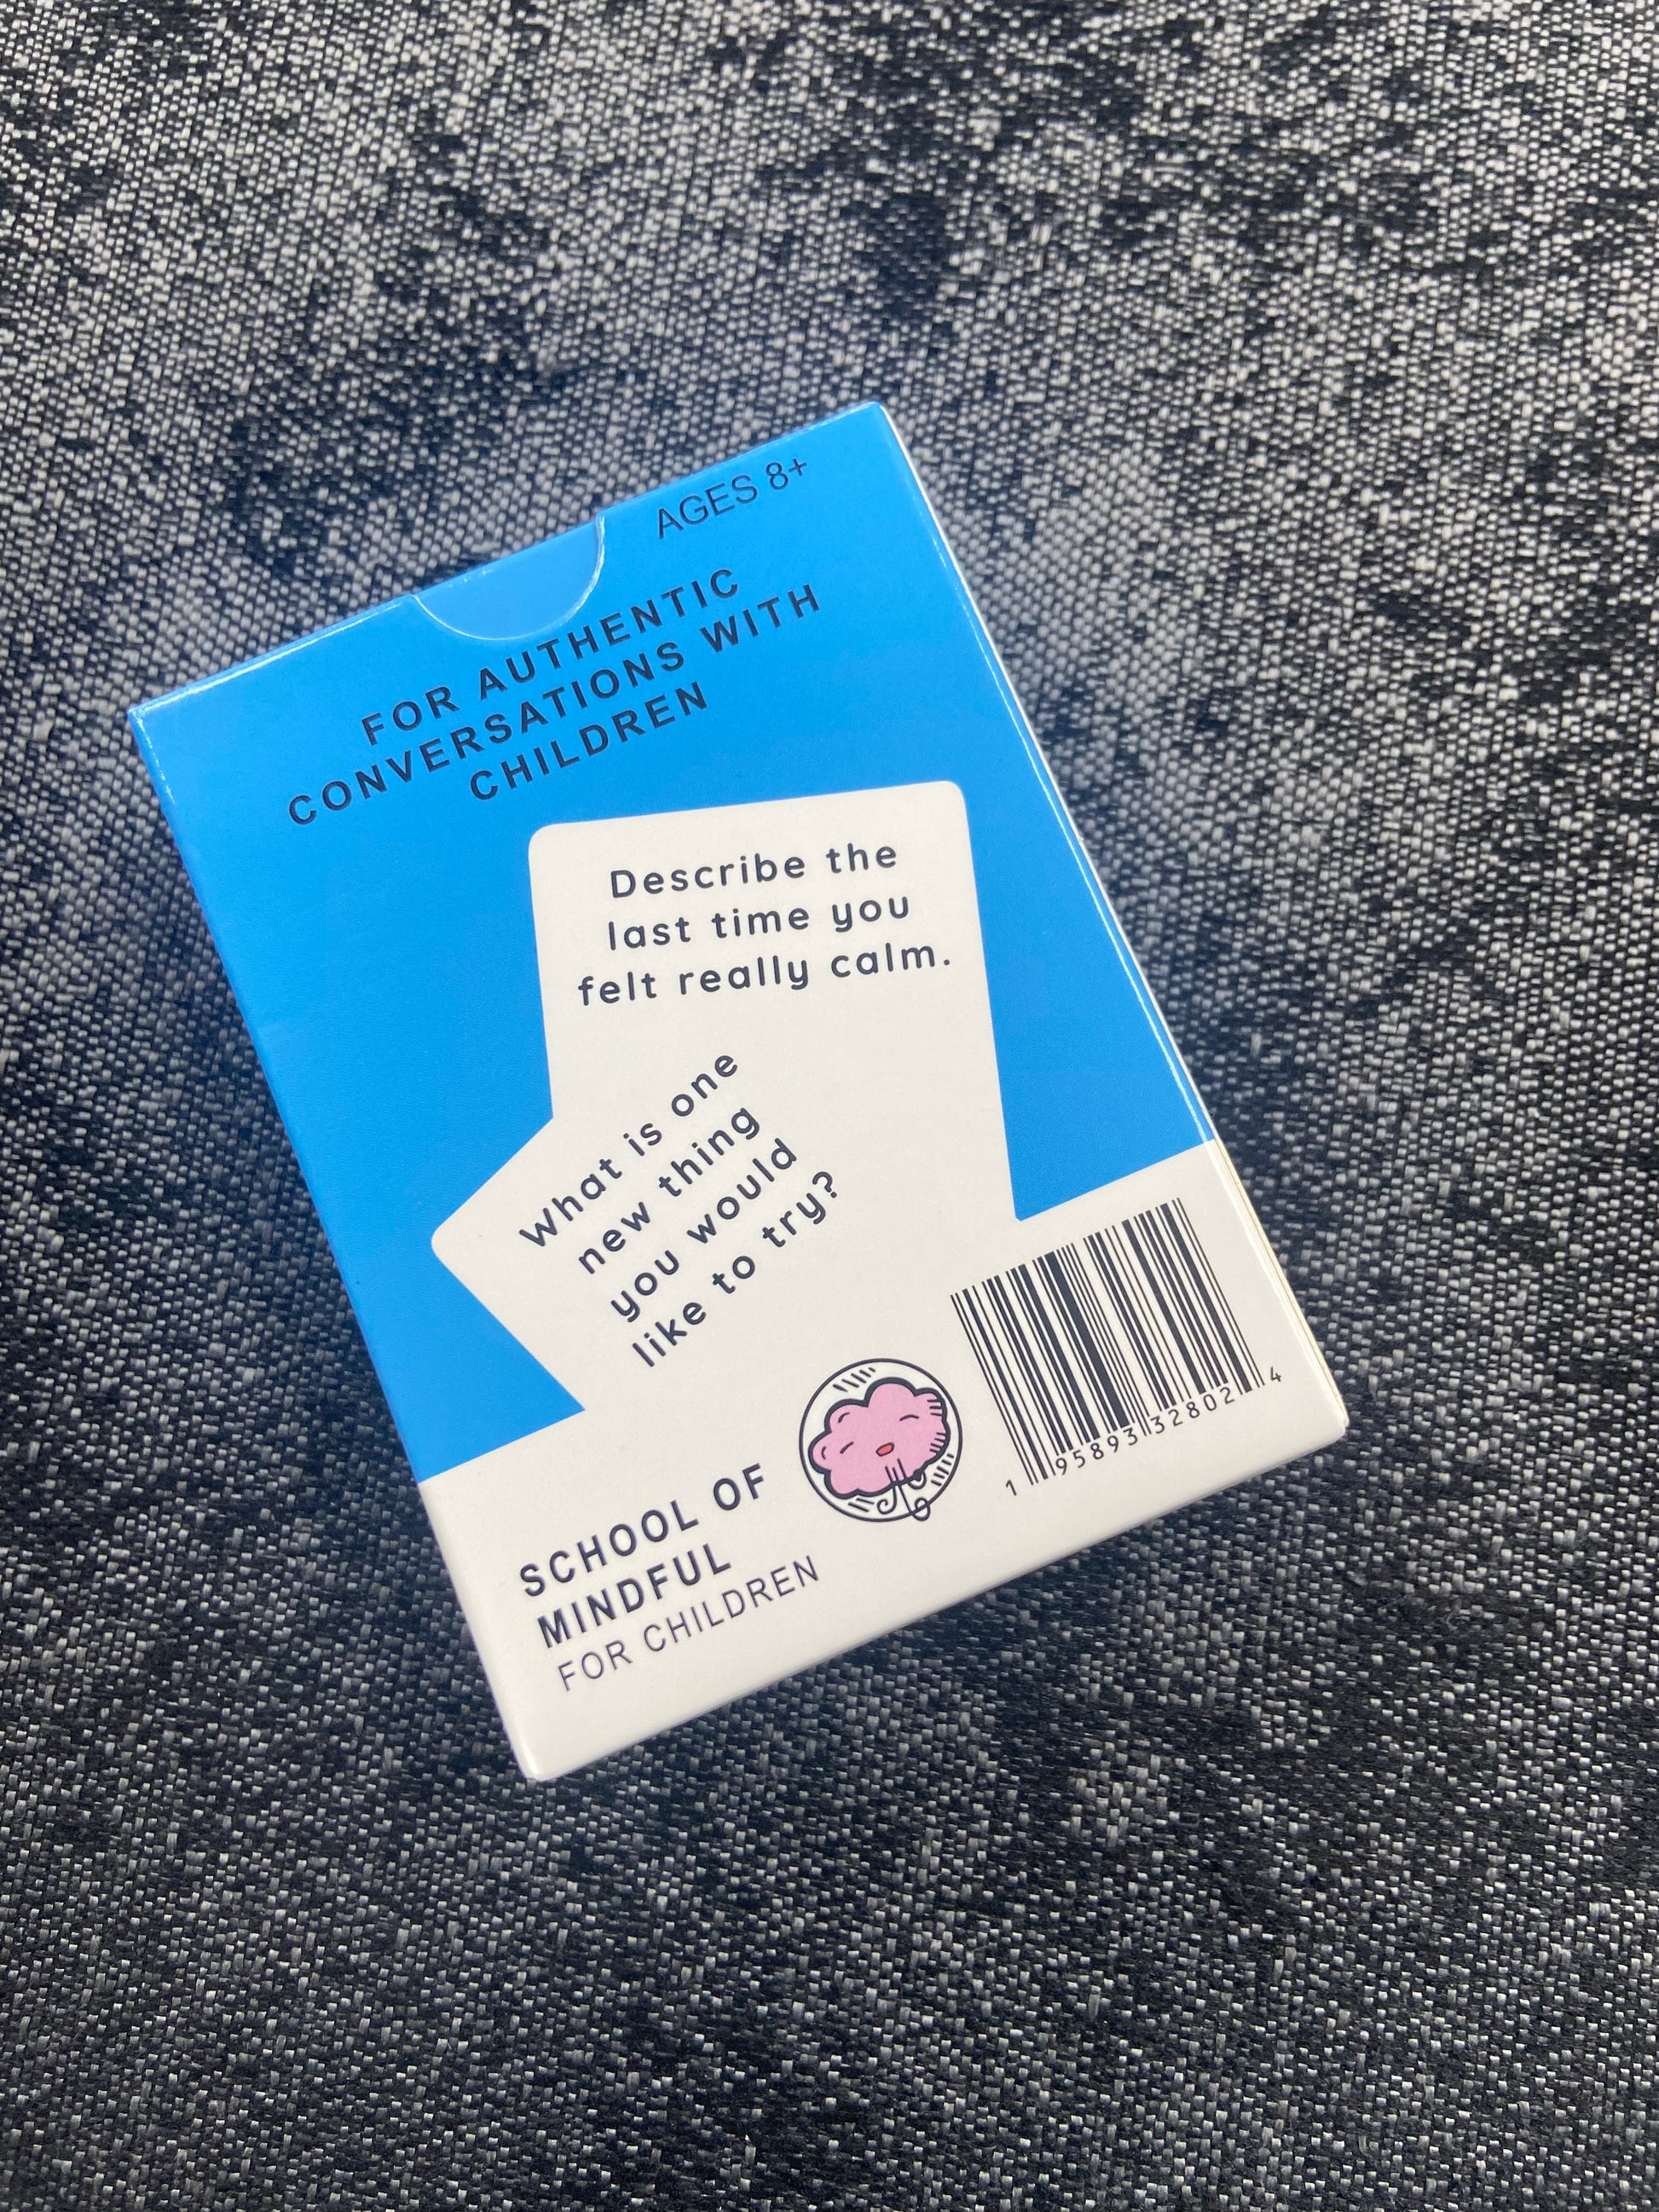 AGES 8+
FOR AUTHENTIC
CONVERSATIONS WITH
CHILDREN
Describe the
last time you
felt really calm.
What is one
new thing
you would
like to try?
SCHOOL OF
MINDFUL
FOR CHILDREN
1 95893 32802 4